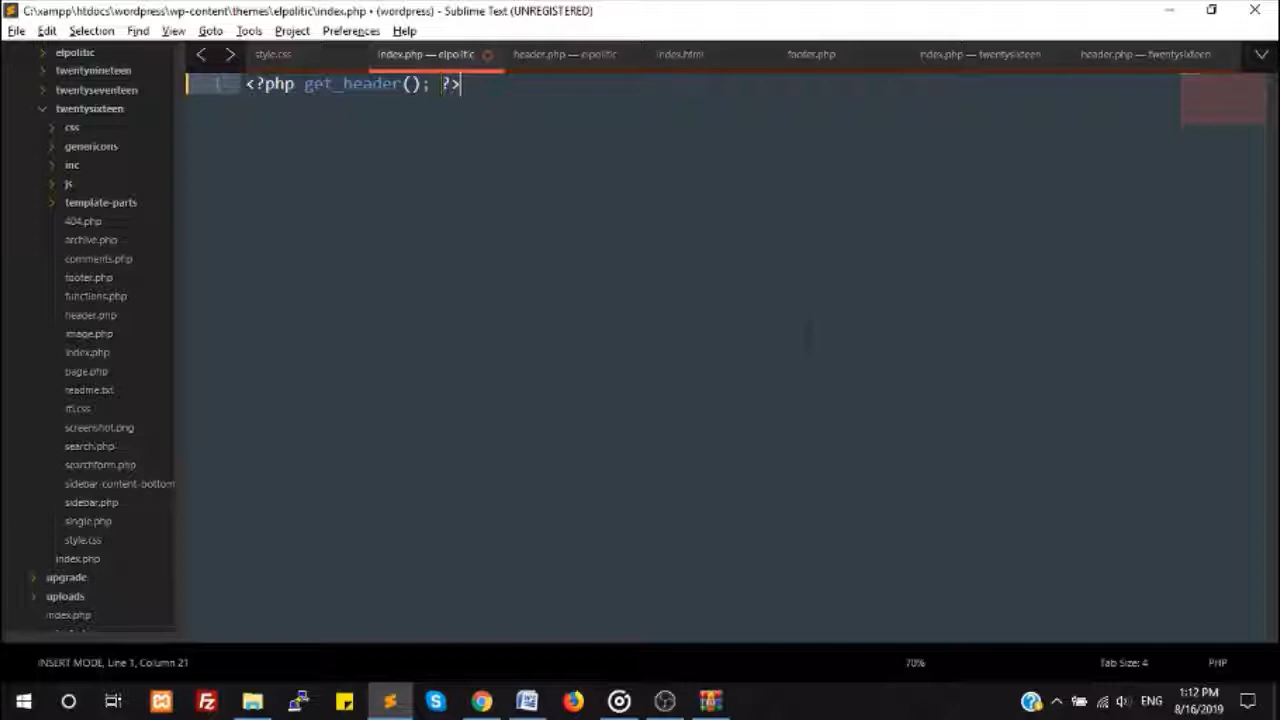 C:\xampp\htdocs\wordpress\wp-content\themes\elpolitic\index.php • (wordpress) - Sublime Text (UNREGISTERED)
File Edit Selection Find View Goto Tools Project Preferences Help
style.css index.php — elpolitic header.php — elpolitic index.html footer.php index.php — twentysixteen header.php — twentysixteen
elpolitic
twentynineteen
twentyseventeen
twentysixteen
css
genericons
inc
js
template-parts
404.php
archive.php
comments.php
footer.php
functions.php
header.php
image.php
index.php
page.php
readme.txt
rtl.css
screenshot.png
search.php
searchform.php
sidebar-content-bottom
sidebar.php
single.php
style.css
index.php
upgrade
uploads
index.php
1 <?php get_header(); ?>
INSERT MODE, Line 1, Column 21 70% Tab Size: 4 PHP
ENG 1:12 PM
8/16/2019